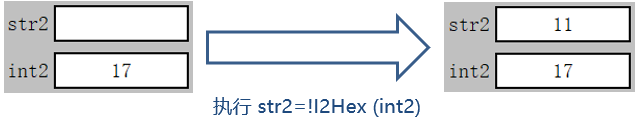 str2
int2 17
执行 str2=!I2Hex (int2)
str2 11
int2 17